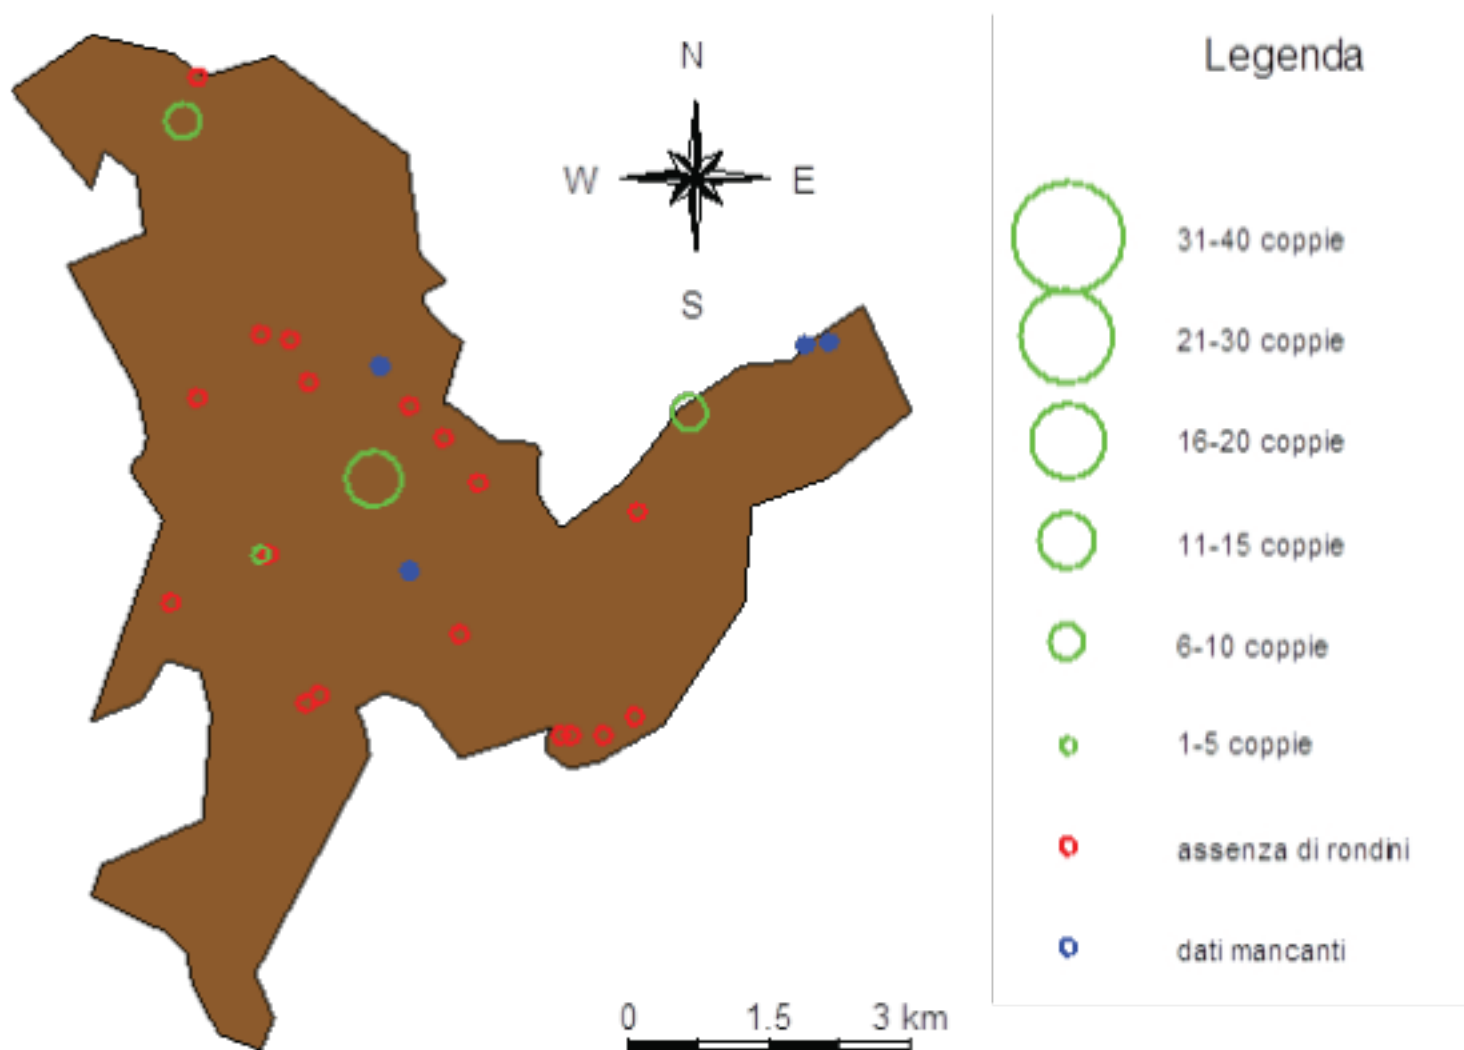 Legenda
N
W
E
S
31-40 coppie
21-30 coppie
16-20 coppie
11-15 coppie
6-10 coppie
1-5 coppie
assenza di rondini
dati mancanti
0 1.5 3 km